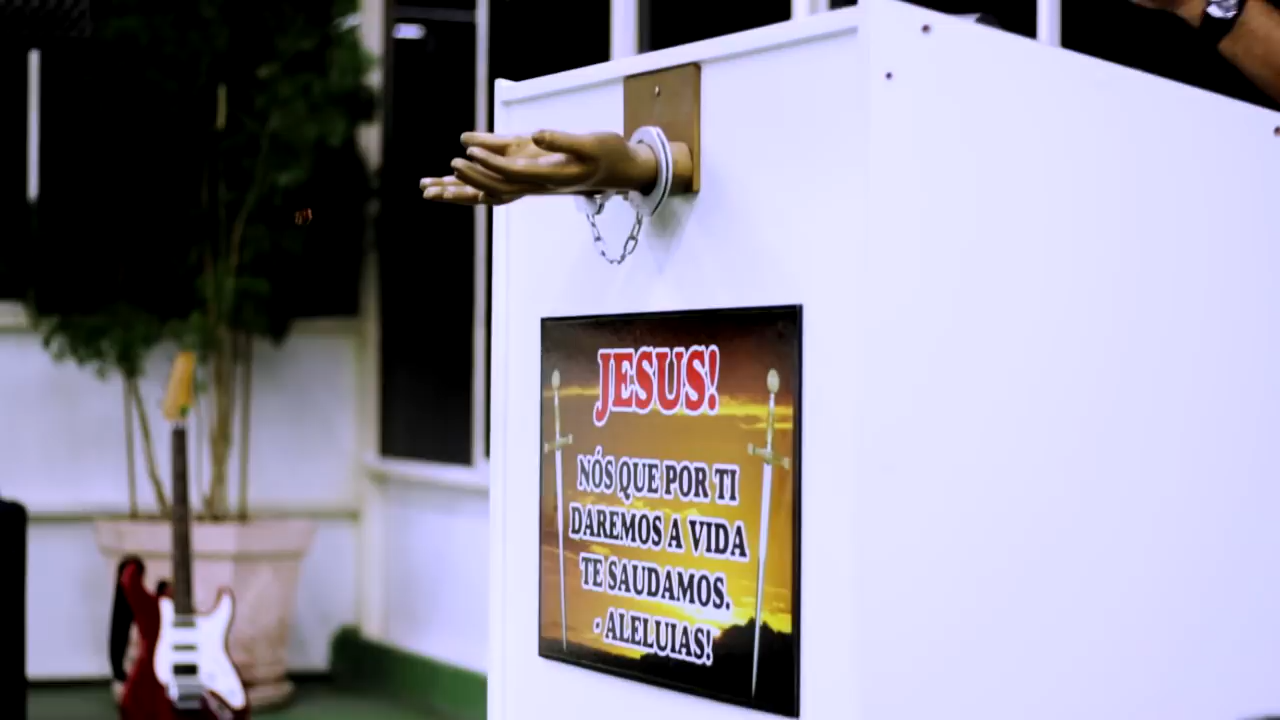 JESUS!
NÓS QUE POR TI
DAREMOS A VIDA
TE SAUDAMOS.
- ALELUIAS!